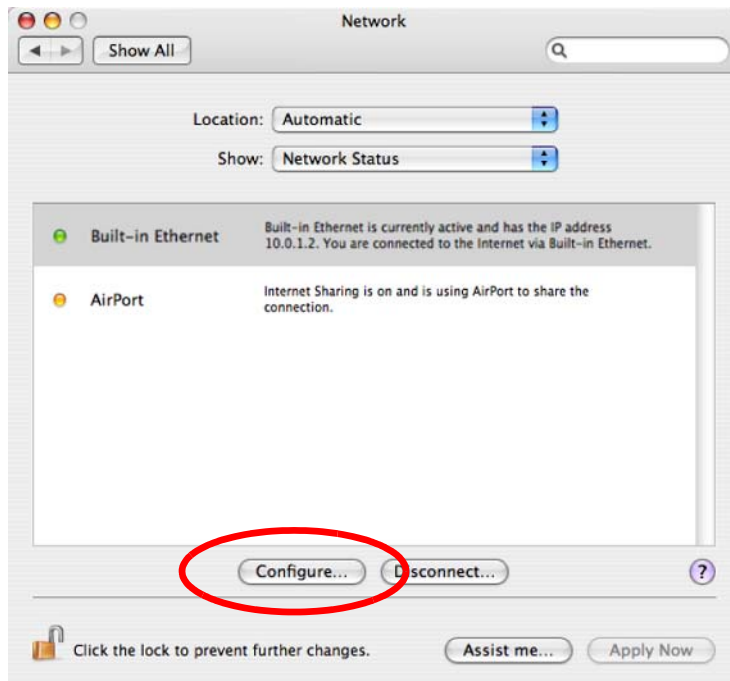 Network
Show All
Location: Automatic
Show: Network Status
Built-in Ethernet
Built-in Ethernet is currently active and has the IP address
10.0.1.2. You are connected to the Internet via Built-in Ethernet.
AirPort
Internet Sharing is on and is using AirPort to share the
connection.
Configure... Disconnect... ?
Click the lock to prevent further changes. Assist me... Apply Now